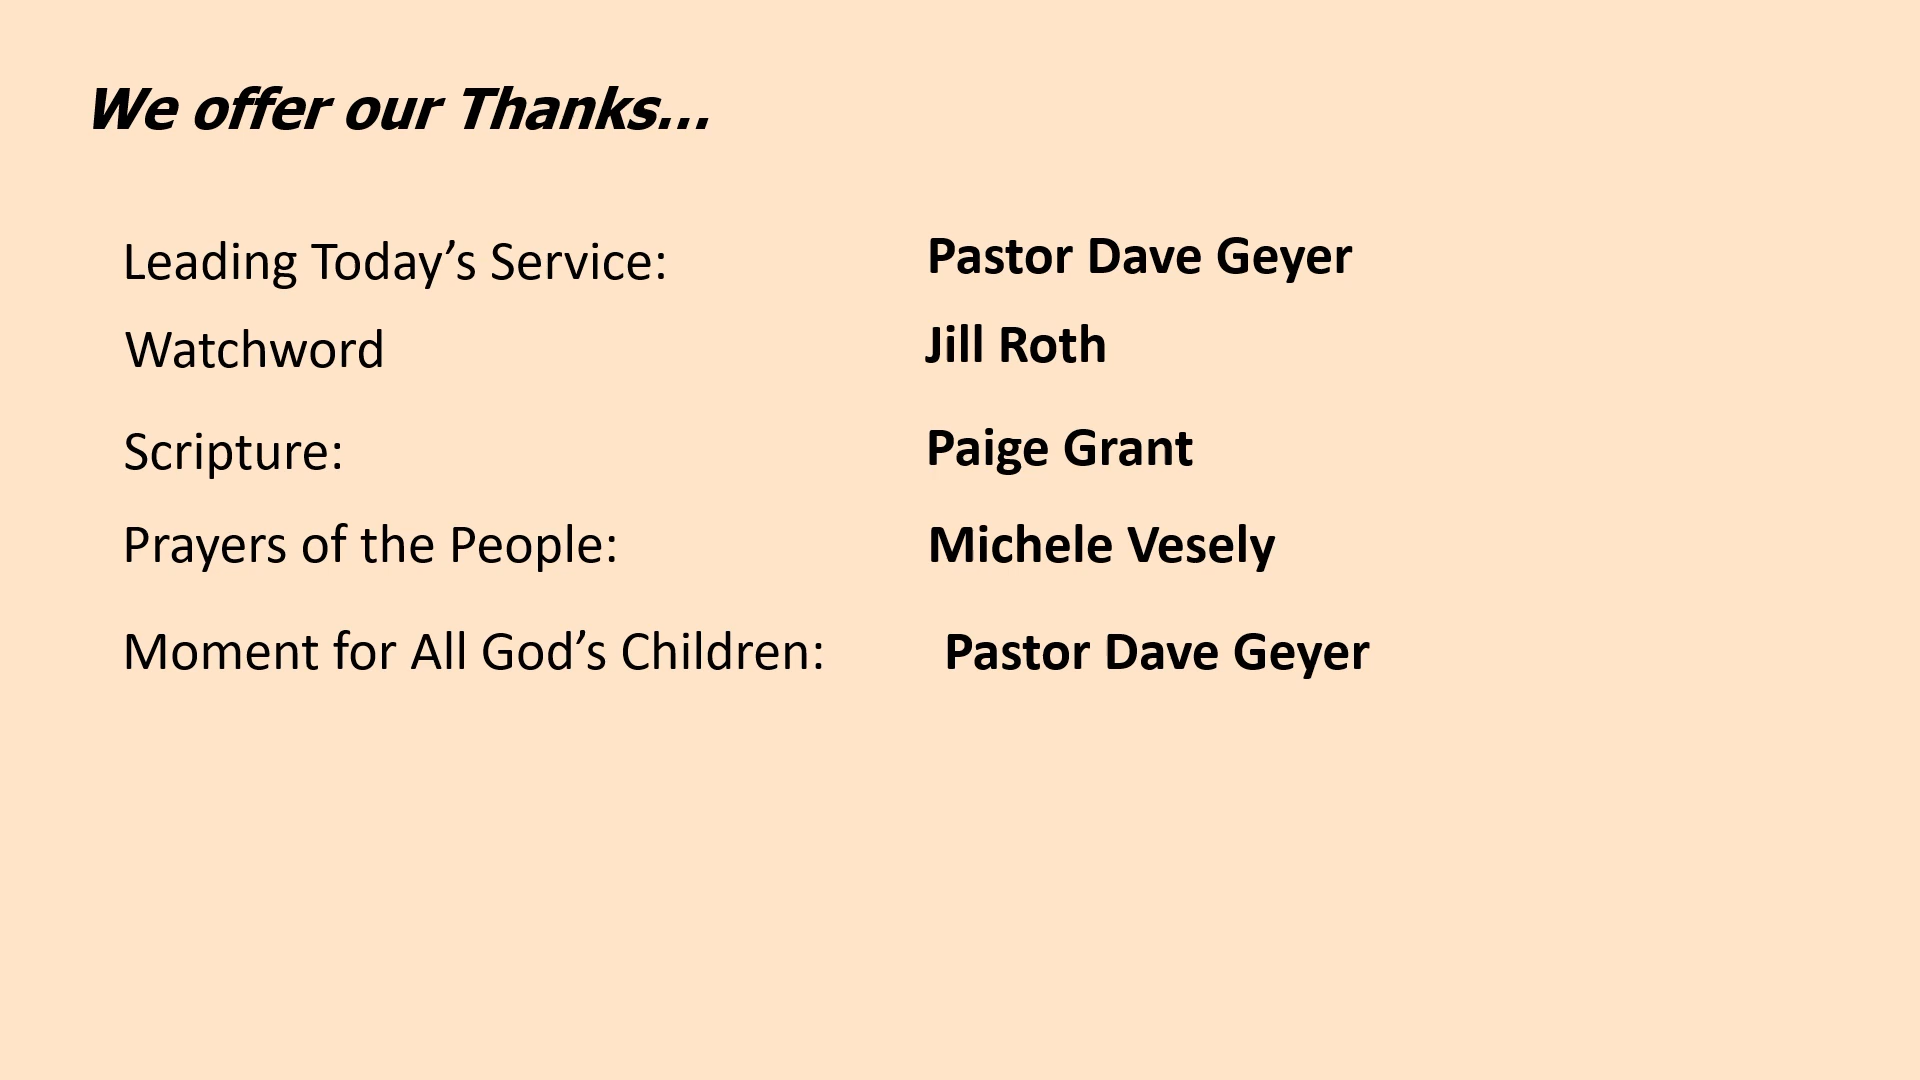 We offer our Thanks…
Leading Today’s Service: Pastor Dave Geyer
Watchword Jill Roth
Scripture: Paige Grant
Prayers of the People: Michele Vesely
Moment for All God’s Children: Pastor Dave Geyer